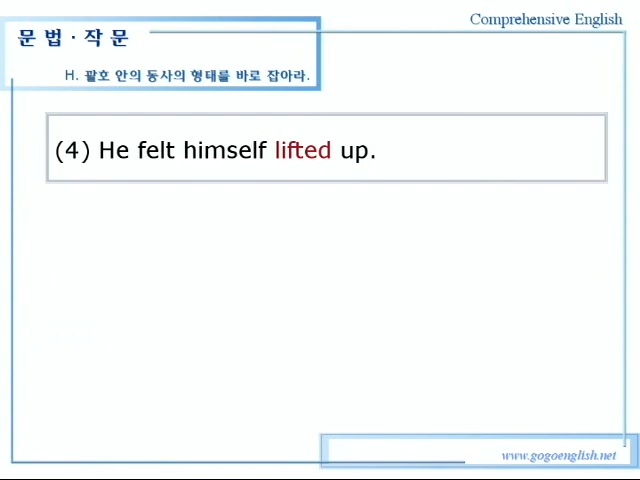 Comprehensive English
문 법 · 작 문
H. 괄호 안의 동사의 형태를 바로 잡아라.
(4) He felt himself lifted up.
www.gogoenglish.net